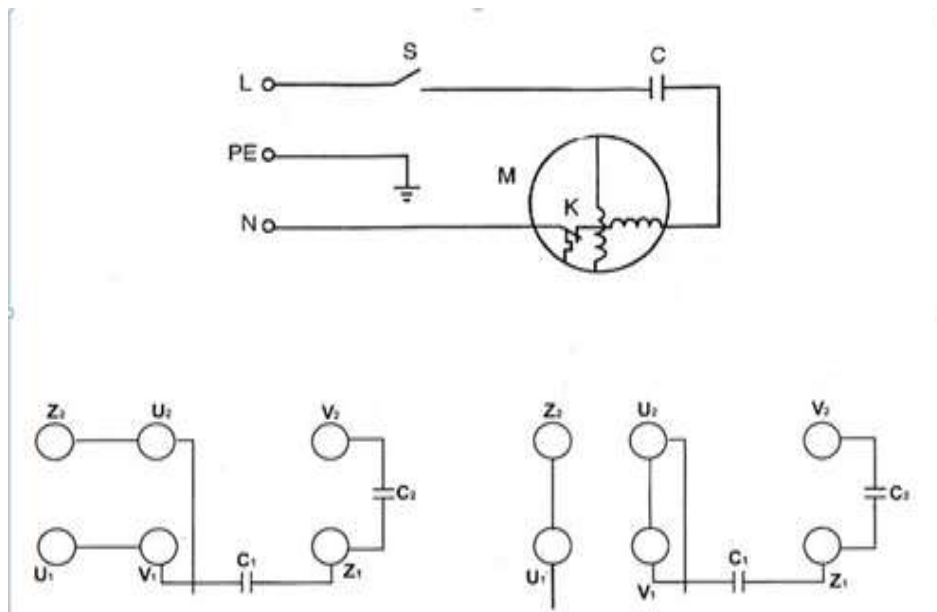 S C
L
PE
M
K
N
Z₂ U₂ V₂
C₂
C₁
U₁ V₁ Z₁
Z₂ U₂ V₂
C₂
C₁
U₁ V₁ Z₁